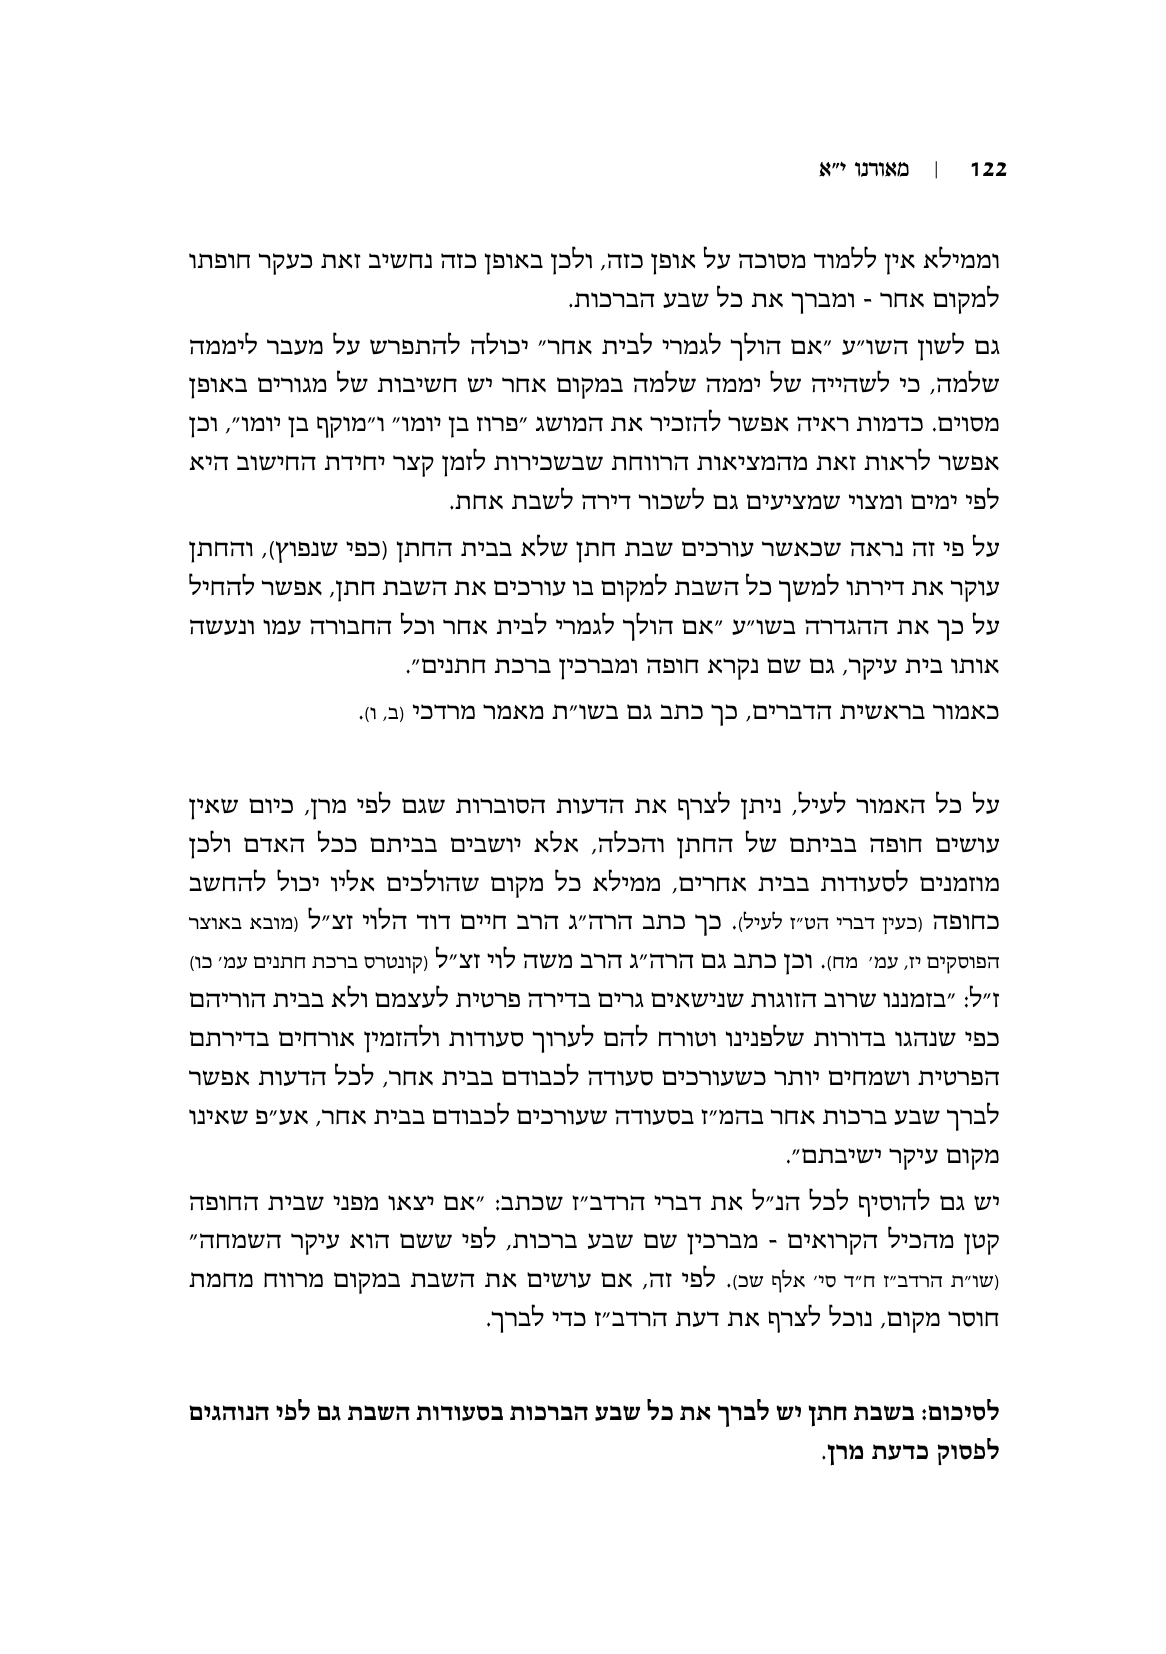 122 | מאורנו י״א
וממילא אין ללמוד מסוכה על אופן כזה, ולכן באופן כזה נחשיב זאת כעקר חופתו
למקום אחר - ומברך את כל שבע הברכות.
גם לשון השו״ע ״אם הולך לגמרי לבית אחר״ יכולה להתפרש על מעבר ליממה
שלמה, כי לשהייה של יממה שלמה במקום אחר יש חשיבות של מגורים באופן
מסוים. כדמות ראיה אפשר להזכיר את המושג ״פרוז בן יומו״ ו״מוקף בן יומו״, וכן
אפשר לראות זאת מהמציאות הרווחת שבשכירות לזמן קצר יחידת החישוב היא
לפי ימים ומצוי שמציעים גם לשכור דירה לשבת אחת.
על פי זה נראה שכאשר עורכים שבת חתן שלא בבית החתן (כפי שנפוץ), והחתן
עוקר את דירתו למשך כל השבת למקום בו עורכים את השבת חתן, אפשר להחיל
על כך את ההגדרה בשו״ע ״אם הולך לגמרי לבית אחר וכל החבורה עמו ונעשה
אותו בית עיקר, גם שם נקרא חופה ומברכין ברכת חתנים״.
כאמור בראשית הדברים, כך כתב גם בשו״ת מאמר מרדכי (ב, ו).
על כל האמור לעיל, ניתן לצרף את הדעות הסוברות שגם לפי מרן, כיום שאין
עושים חופה בביתם של החתן והכלה, אלא יושבים בביתם ככל האדם ולכן
מוזמנים לסעודות בבית אחרים, ממילא כל מקום שהולכים אליו יכול להחשב
כחופה (כעין דברי הט״ז לעיל). כך כתב הרה״ג הרב חיים דוד הלוי זצ״ל (מובא באוצר
הפוסקים יז, עמ׳ מח). וכן כתב גם הרה״ג הרב משה לוי זצ״ל (קונטרס ברכת חתנים עמ׳ כו)
ז״ל: ״בזמננו שרוב הזוגות שנישאים גרים בדירה פרטית לעצמם ולא בבית הוריהם
כפי שנהגו בדורות שלפנינו וטורח להם לערוך סעודות ולהזמין אורחים בדירתם
הפרטית ושמחים יותר כשעורכים סעודה לכבודם בבית אחר, לכל הדעות אפשר
לברך שבע ברכות אחר בהמ״ז בסעודה שעורכים לכבודם בבית אחר, אע״פ שאינו
מקום עיקר ישיבתם״.
יש גם להוסיף לכל הנ״ל את דברי הרדב״ז שכתב: ״אם יצאו מפני שבית החופה
קטן מהכיל הקרואים - מברכין שם שבע ברכות, לפי ששם הוא עיקר השמחה״
(שו״ת הרדב״ז ח״ד סי׳ אלף שכ). לפי זה, אם עושים את השבת במקום מרווח מחמת
חוסר מקום, נוכל לצרף את דעת הרדב״ז כדי לברך.
לסיכום: בשבת חתן יש לברך את כל שבע הברכות בסעודות השבת גם לפי הנוהגים
לפסוק כדעת מרן.